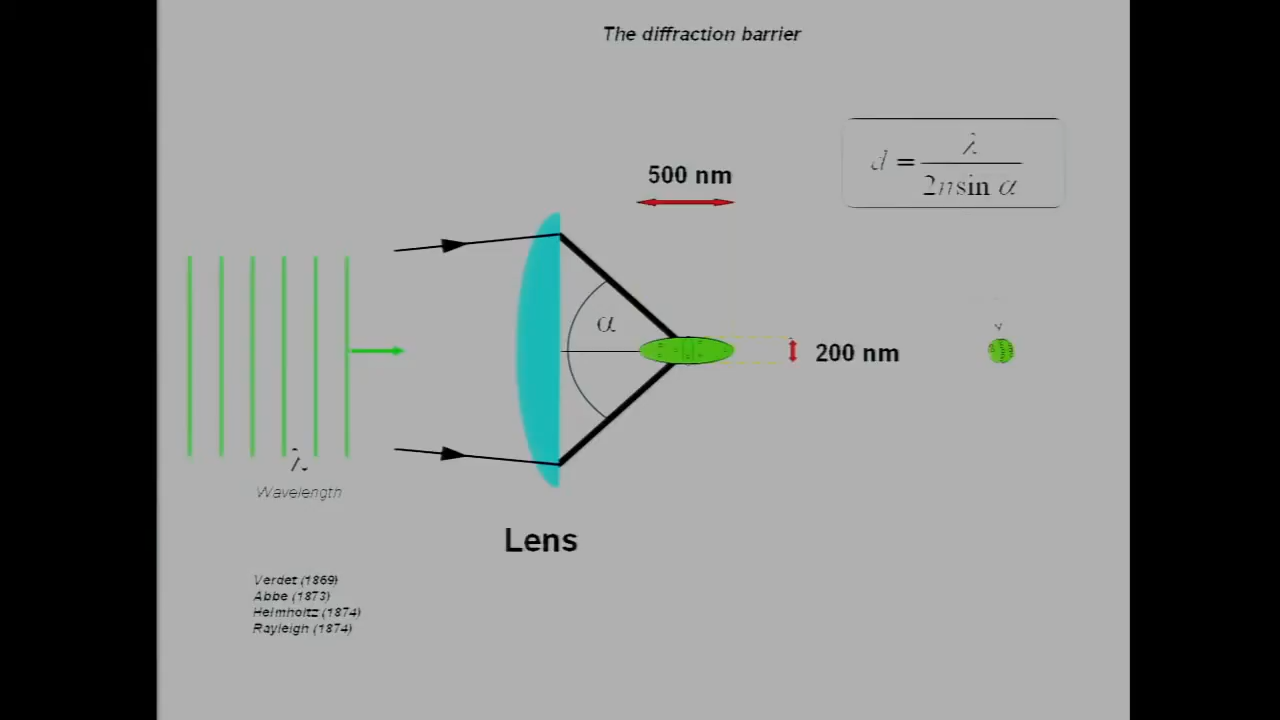 The diffraction barrier
d = λ / 2n sin α
500 nm
α
200 nm
λ
Wavelength
Lens
Verdet (1869)
Abbe (1873)
Helmholtz (1874)
Rayleigh (1874)